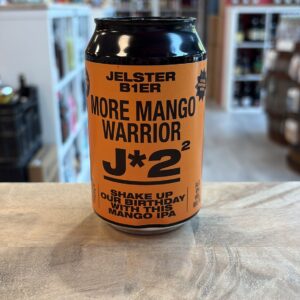 JELSTER
B1ER
MORE MANGO
WARRIOR
J*2²
SHAKE UP
OUR BIRTHDAY
WITH THIS
MANGO IPA